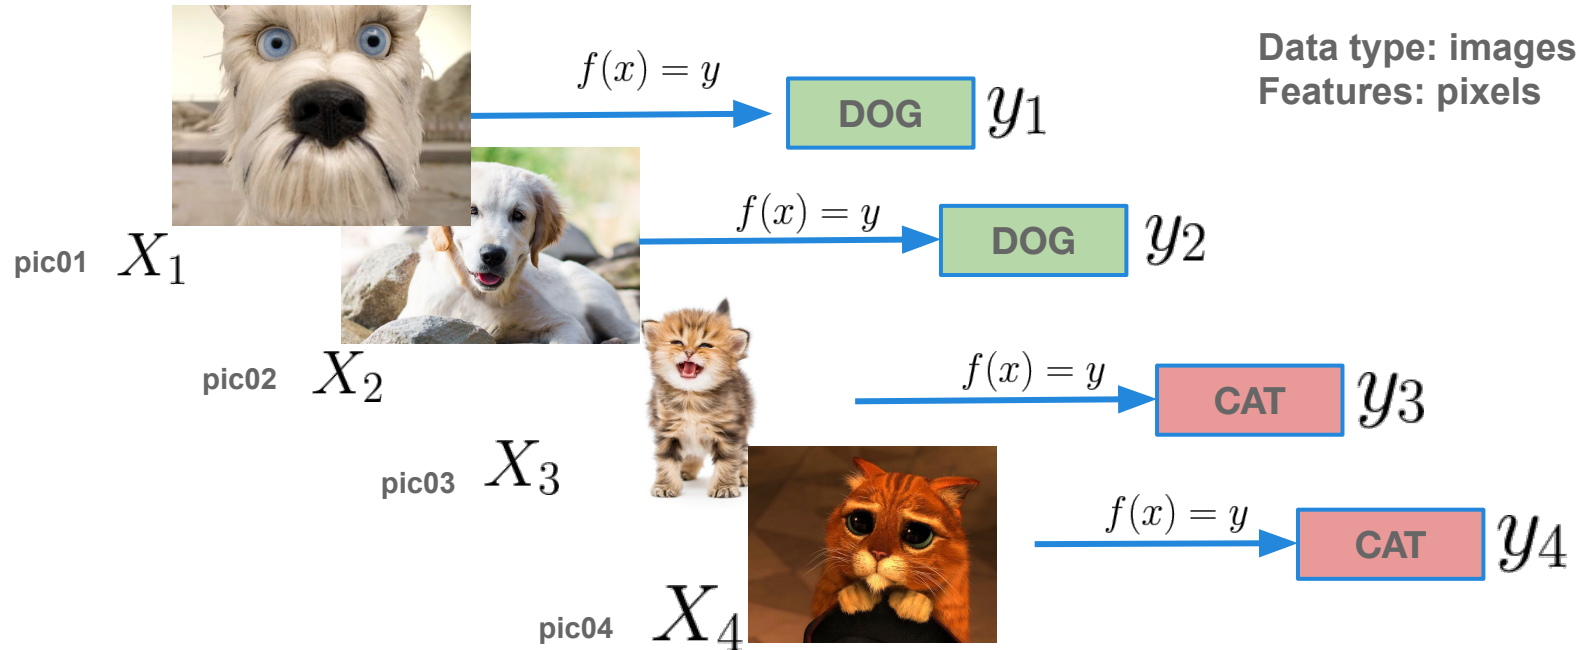 Data type: images
Features: pixels
f(x) = y
DOG
y₁
pic01
X₁
f(x) = y
DOG
y₂
pic02
X₂
f(x) = y
CAT
y₃
pic03
X₃
f(x) = y
CAT
y₄
pic04
X₄